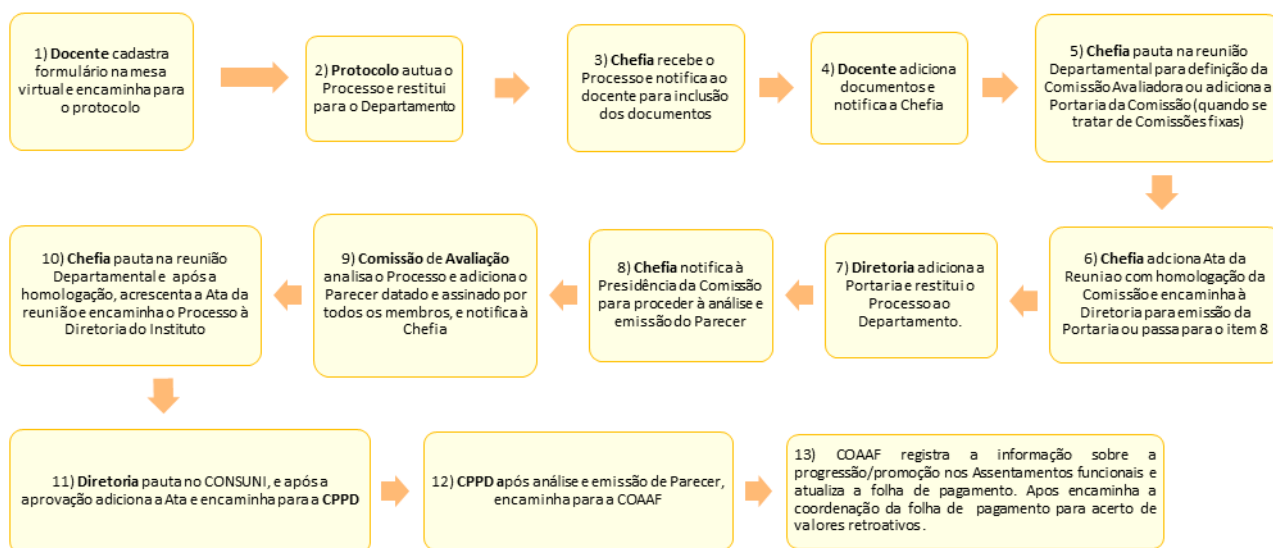 1) Docente cadastra
formulário na mesa
virtual e encaminha para
o protocolo
2) Protocolo autua o
Processo e restitui
para o Departamento
3) Chefia recebe o
Processo e notifica ao
docente para inclusão
dos documentos
4) Docente adiciona
documentos e
notifica a Chefia
5) Chefia pauta na reunião
Departamental para definição da
Comissão Avaliadora ou adiciona a
Portaria da Comissão (quando se
tratar de Comissões fixas)
6) Chefia adciona Ata da
Reuniao com homologação da
Comissão e encaminha à
Diretoria para emissão da
Portaria ou passa para o item 8
7) Diretoria adiciona a
Portaria e restitui o
Processo ao
Departamento.
8) Chefia notifica à
Presidência da Comissão
para proceder à análise e
emissão do Parecer
9) Comissão de Avaliação
analisa o Processo e adiciona o
Parecer datado e assinado por
todos os membros, e notifica à
Chefia
10) Chefia pauta na reunião
Departamental e após a
homologação, acrescenta a Ata da
reunião e encaminha o Processo à
Diretoria do Instituto
11) Diretoria pauta no CONSUNI, e após a
aprovação adiciona a Ata e encaminha para a CPPD
12) CPPD após análise e emissão de Parecer,
encaminha para a COAAF
13) COAAF registra a informação sobre a
progressão/promoção nos Assentamentos funcionais e
atualiza a folha de pagamento. Apos encaminha a
coordenação da folha de pagamento para acerto de
valores retroativos.